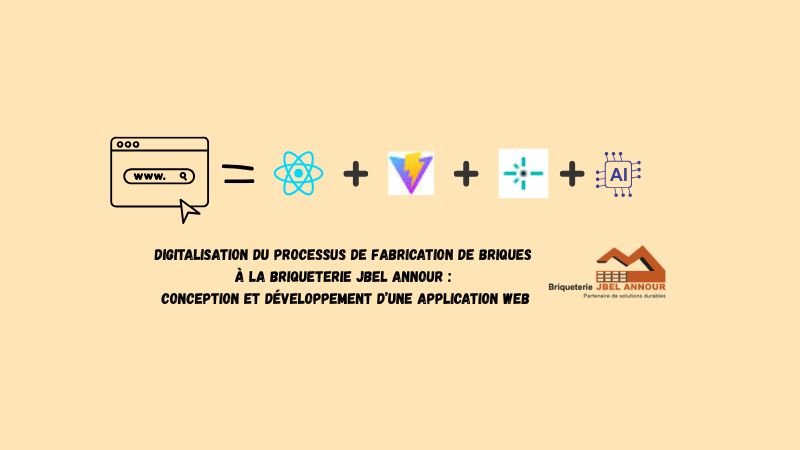 www.
AI
DIGITALISATION DU PROCESSUS DE FABRICATION DE BRIQUES
À LA BRIQUETERIE JBEL ANNOUR :
CONCEPTION ET DÉVELOPPEMENT D'UNE APPLICATION WEB
Briqueterie JBEL ANNOUR
Partenaire de solutions durables